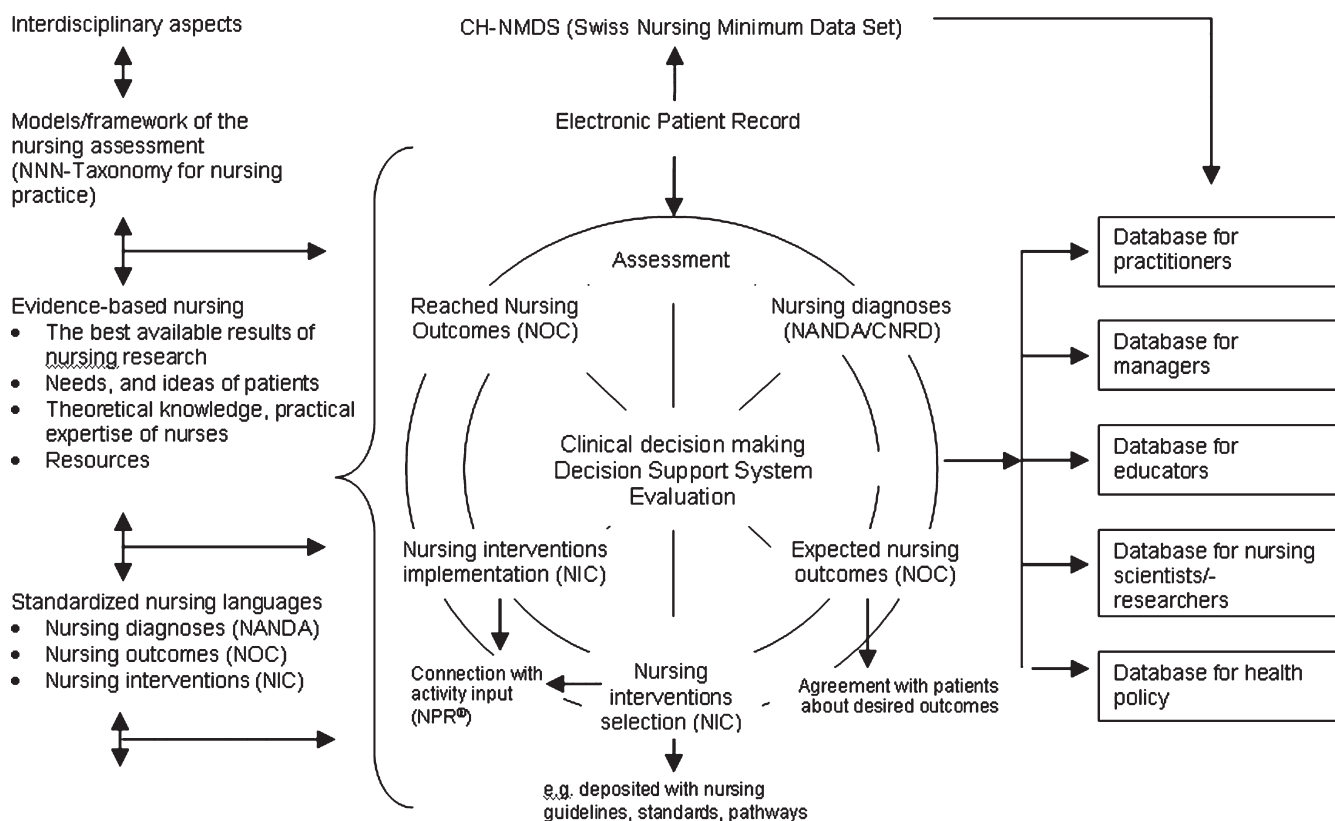 Interdisciplinary aspects
Models/framework of the
nursing assessment
(NNN-Taxonomy for nursing
practice)
Evidence-based nursing
• The best available results of
nursing research
• Needs, and ideas of patients
• Theoretical knowledge, practical
expertise of nurses
• Resources
Standardized nursing languages
• Nursing diagnoses (NANDA)
• Nursing outcomes (NOC)
• Nursing interventions (NIC)
CH-NMDS (Swiss Nursing Minimum Data Set)
Electronic Patient Record
Assessment
Reached Nursing
Outcomes (NOC)
Nursing diagnoses
(NANDA/CNRD)
Clinical decision making
Decision Support System
Evaluation
Nursing interventions
implementation (NIC)
Expected nursing
outcomes (NOC)
Connection with
activity input
(NPR®)
Nursing
interventions
selection (NIC)
Agreement with patients
about desired outcomes
e.g. deposited with nursing
guidelines, standards, pathways
Database for
practitioners
Database for
managers
Database for
educators
Database for nursing
scientists/-
researchers
Database for health
policy